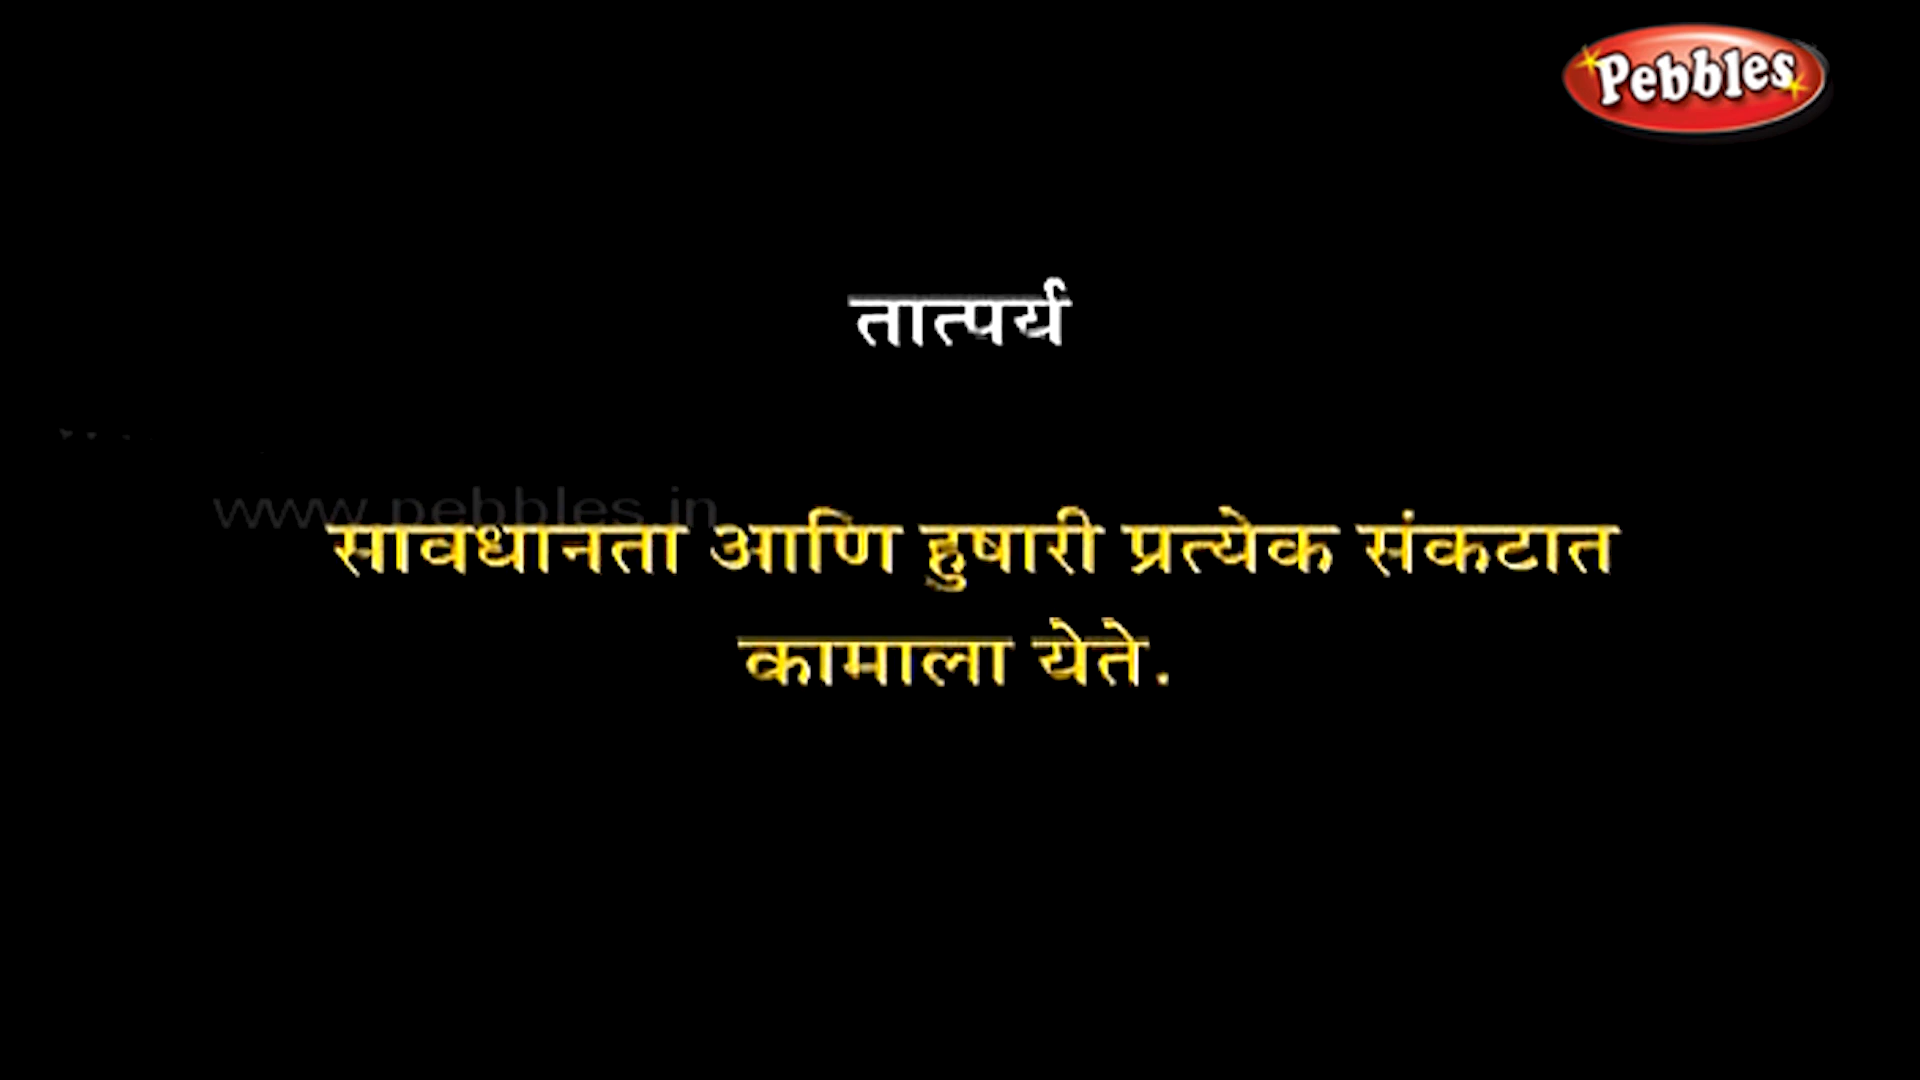 Pebbles
तात्पर्य
www.pebbles.in
सावधानता आणि हुषारी प्रत्येक संकटात
कामाला येते.